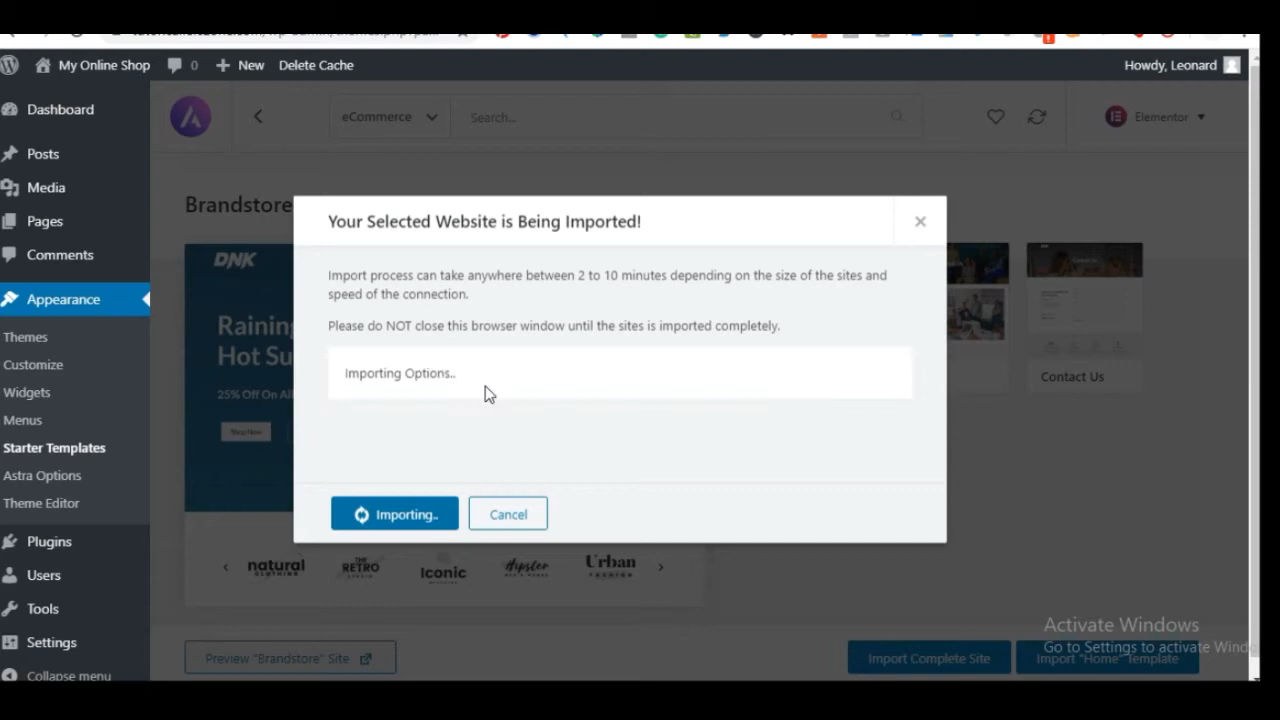 My Online Shop
0
New
Delete Cache
Howdy, Leonard
Dashboard
Posts
Media
Pages
Comments
Appearance
Themes
Customize
Widgets
Menus
Starter Templates
Astra Options
Theme Editor
Plugins
Users
Tools
Settings
Collapse menu
eCommerce
Search...
Elementor
Brandstore
DNK
Raining
Hot Su
25% Off On All
Shop Now
Your Selected Website is Being Imported!
Import process can take anywhere between 2 to 10 minutes depending on the size of the sites and
speed of the connection.
Please do NOT close this browser window until the sites is imported completely.
Importing Options..
Importing..
Cancel
Contact Us
natural
CLOTHING
THE
RETRO
Iconic
Hipster
Urban
FASHION
Preview "Brandstore" Site
Import Complete Site
Import "Home" Template
Activate Windows
Go to Settings to activate Wind